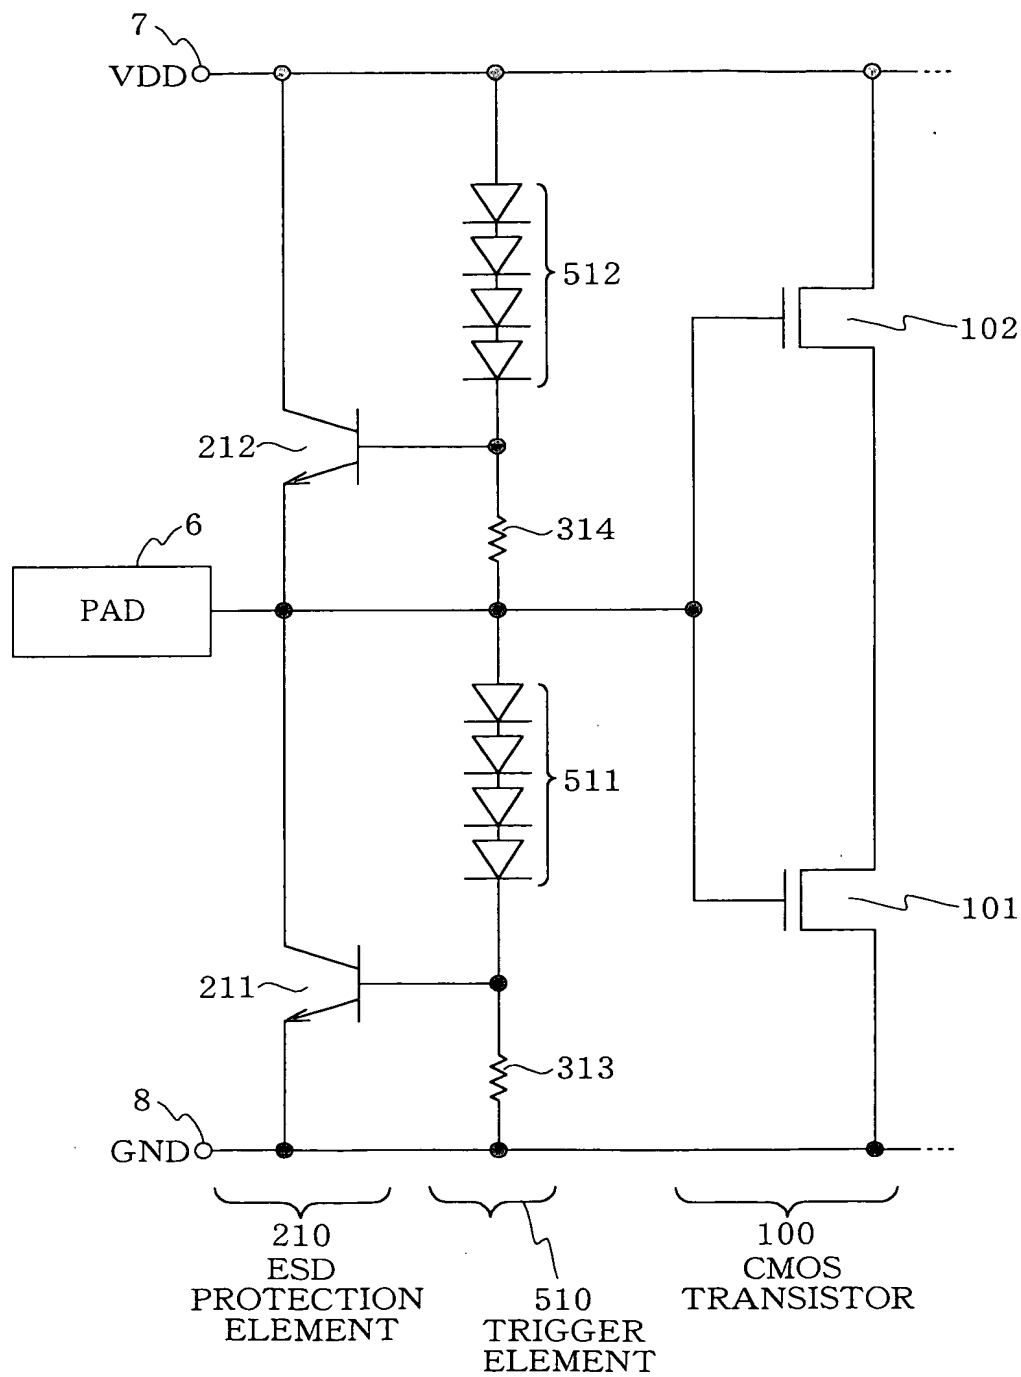 7
VDD
512
102
212
314
6
PAD
511
101
211
313
8
GND
210
ESD
PROTECTION
ELEMENT
510
TRIGGER
ELEMENT
100
CMOS
TRANSISTOR